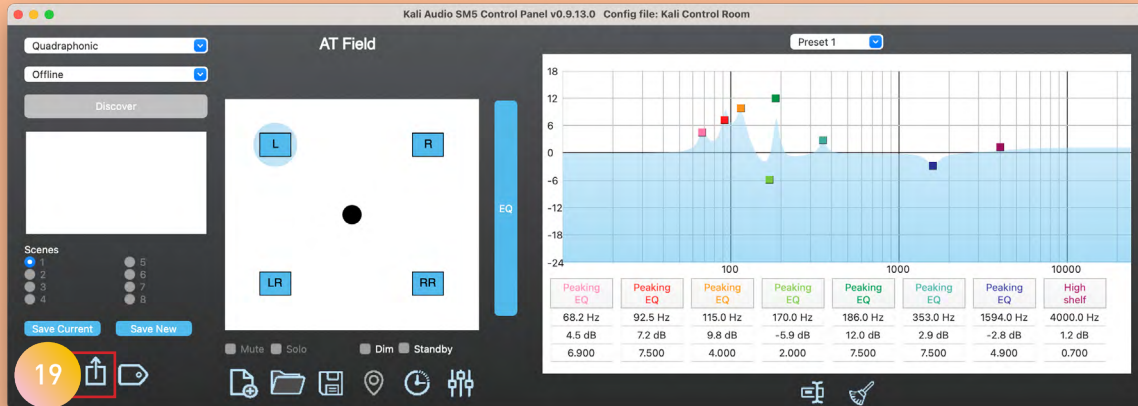 Kali Audio SM5 Control Panel v0.9.13.0 Config file: Kali Control Room
Quadraphonic
Offline
Discover
Scenes
1 5
2 6
3 7
4 8
Save Current Save New
19
AT Field
L R
LR RR
EQ
Mute Solo Dim Standby
Preset 1
18
12
6
0
-6
-12
-18
-24
100 1000 10000
Peaking EQ Peaking EQ Peaking EQ Peaking EQ Peaking EQ Peaking EQ Peaking EQ High shelf
68.2 Hz 92.5 Hz 115.0 Hz 170.0 Hz 186.0 Hz 353.0 Hz 1594.0 Hz 4000.0 Hz
4.5 dB 7.2 dB 9.8 dB -5.9 dB 12.0 dB 2.9 dB -2.8 dB 1.2 dB
6.900 7.500 4.000 2.000 7.500 7.500 4.900 0.700